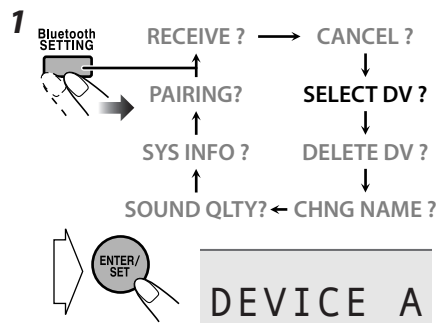 1
Bluetooth
SETTING
RECEIVE ? → CANCEL ?
PAIRING? SELECT DV ?
SYS INFO ? DELETE DV ?
SOUND QLTY? ← CHNG NAME ?
ENTER/
SET
DEVICE A